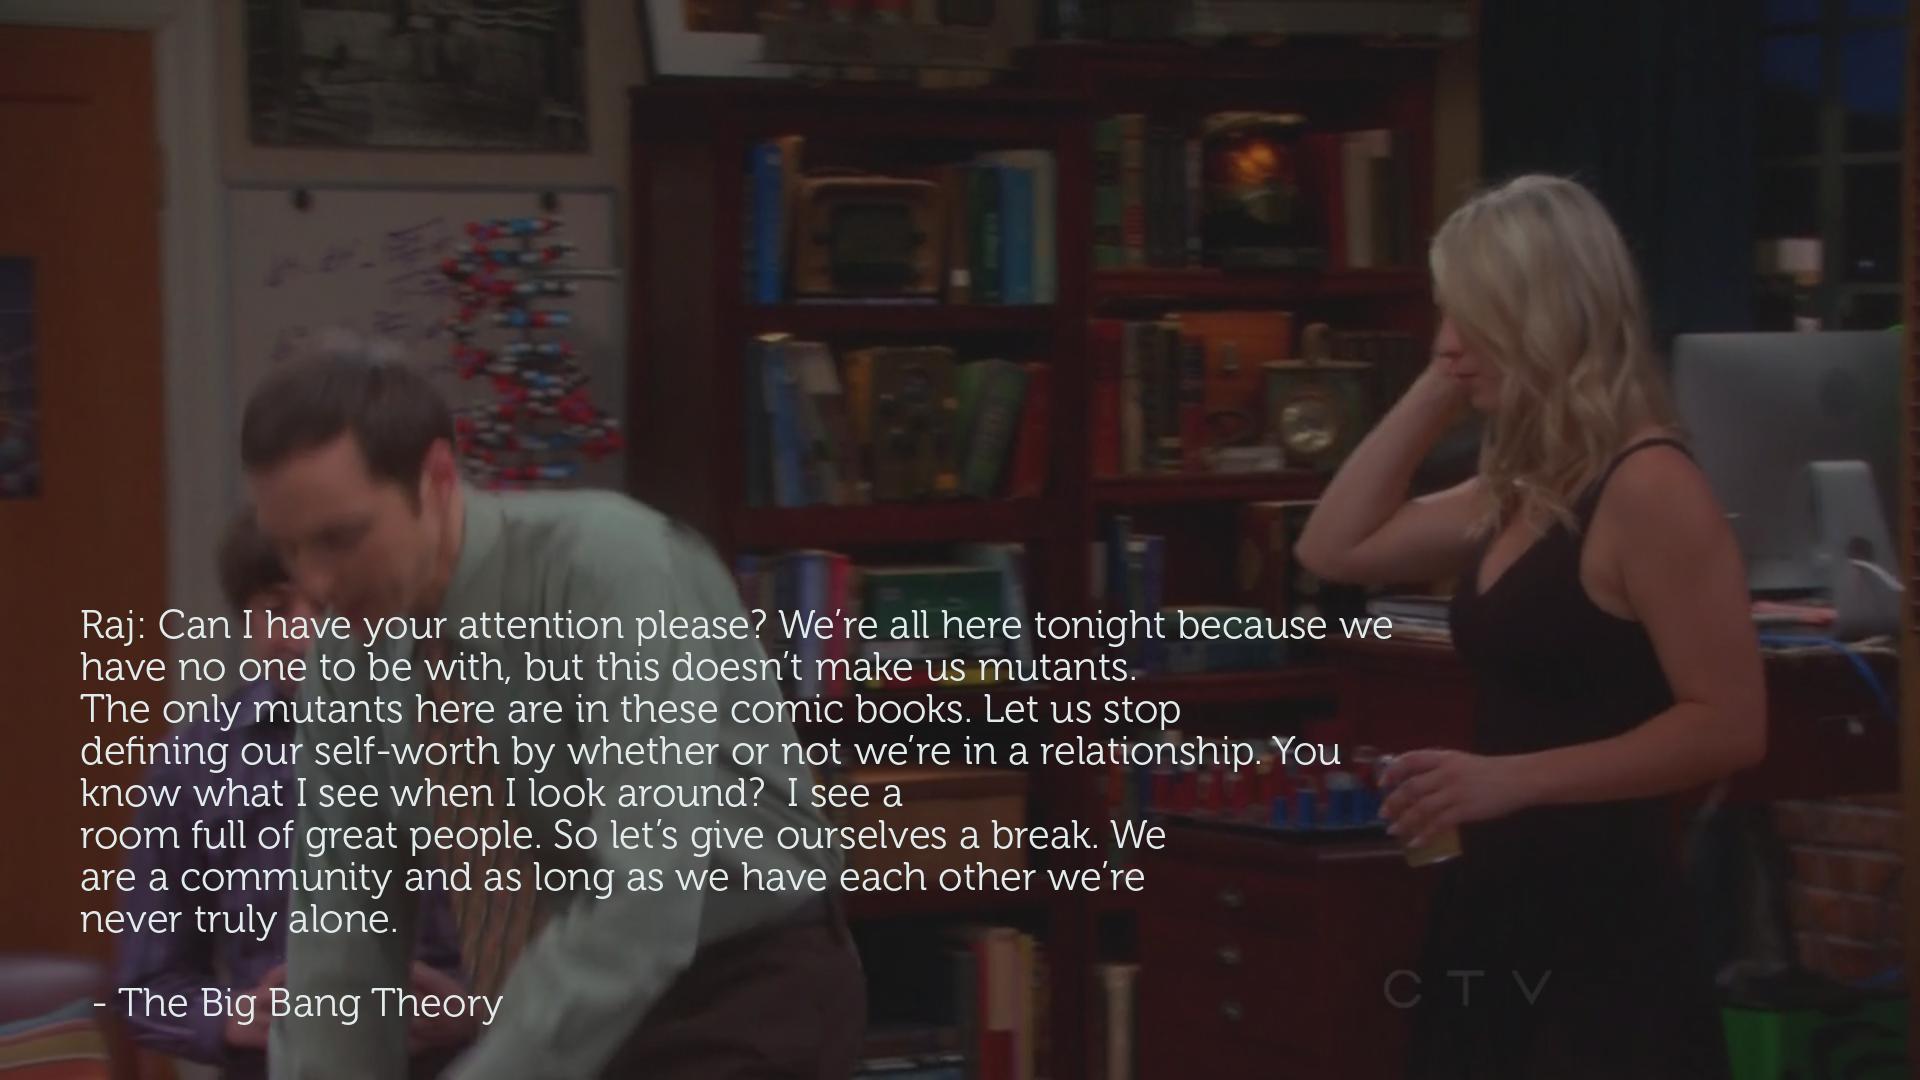 Raj: Can I have your attention please? We’re all here tonight because we
have no one to be with, but this doesn’t make us mutants.
The only mutants here are in these comic books. Let us stop
defining our self-worth by whether or not we’re in a relationship. You
know what I see when I look around?  I see a
room full of great people. So let’s give ourselves a break. We
are a community and as long as we have each other we’re
never truly alone.
- The Big Bang Theory
CTV